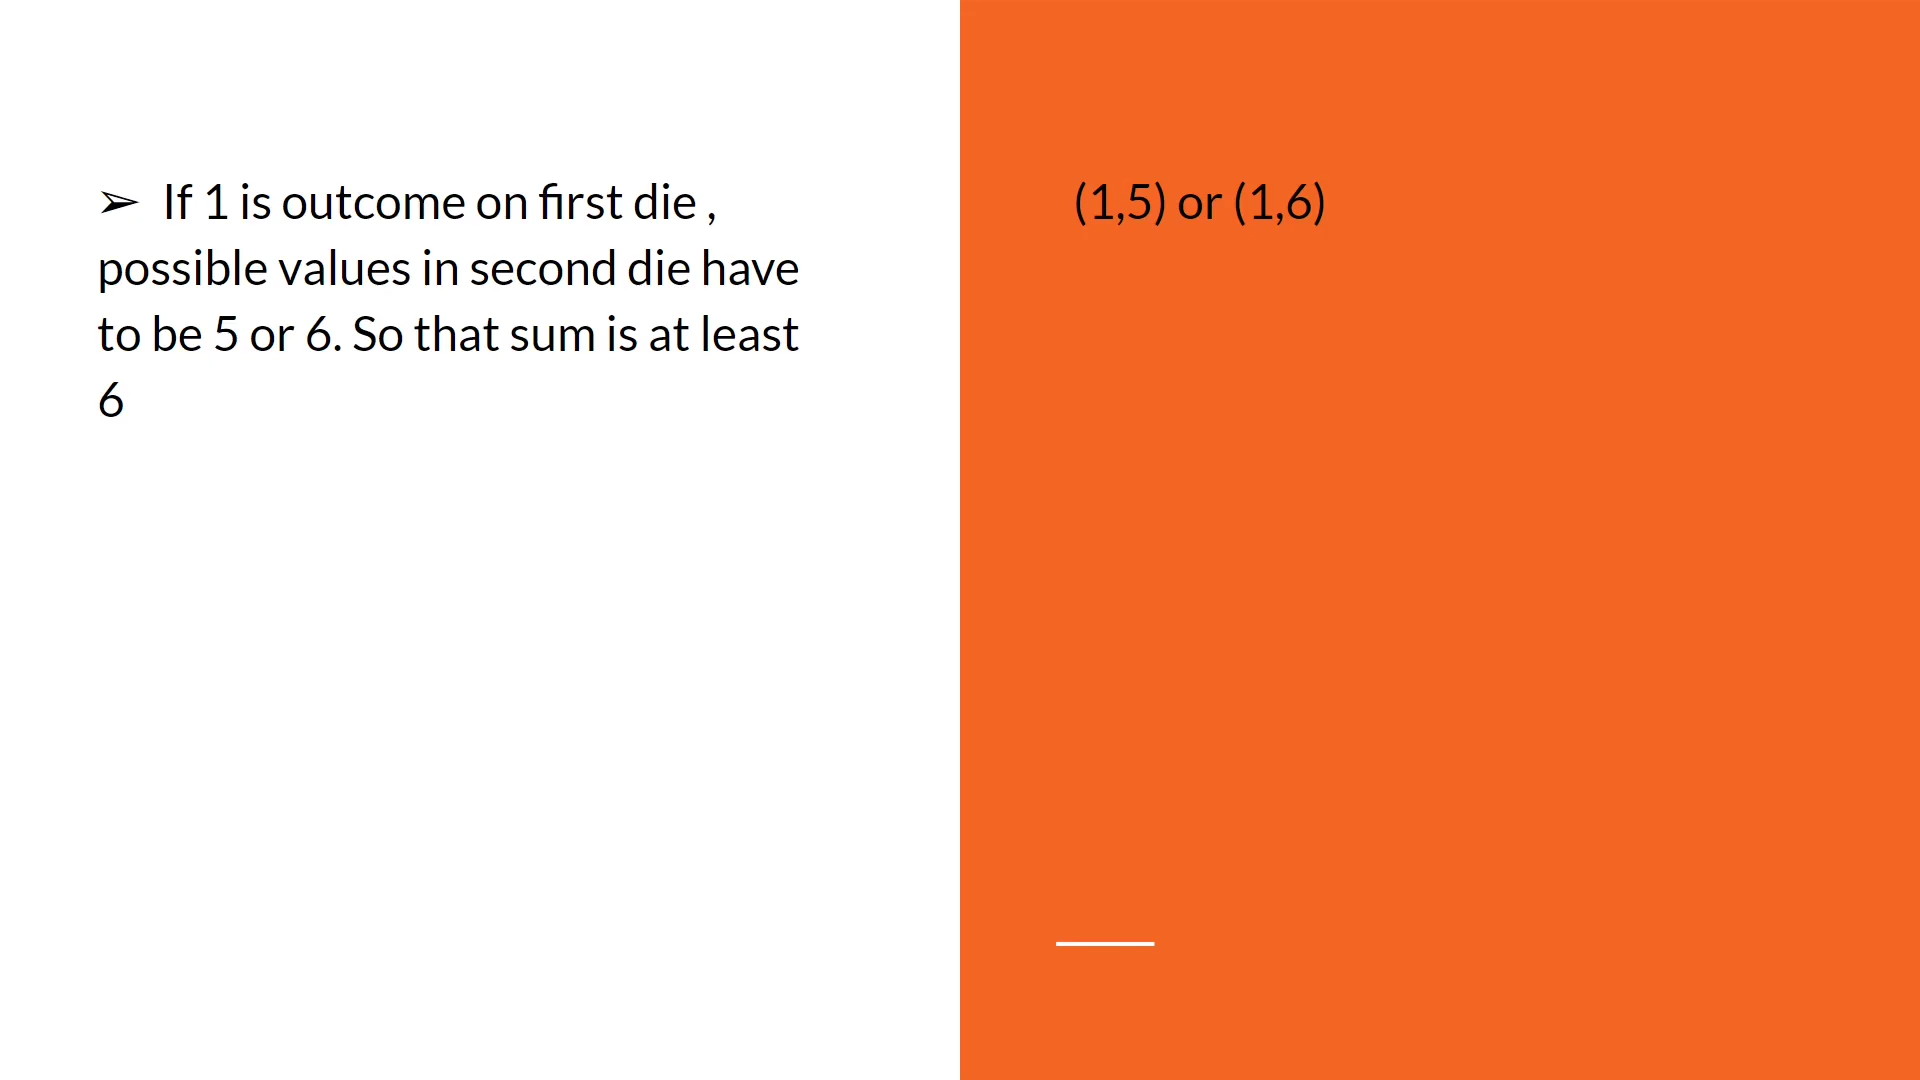 ➢ If 1 is outcome on first die ,
possible values in second die have
to be 5 or 6. So that sum is at least
6
(1,5) or (1,6)